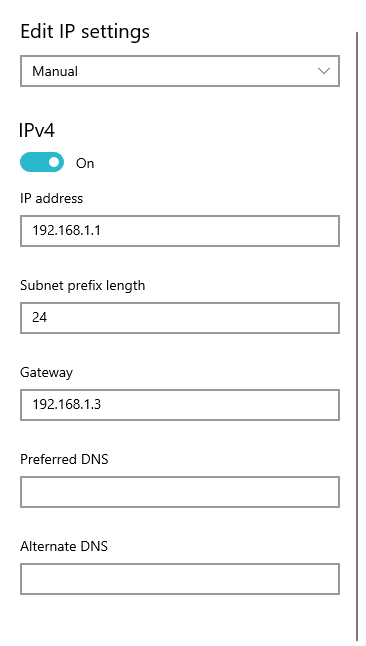 Edit IP settings
Manual
IPv4
On
IP address
192.168.1.1
Subnet prefix length
24
Gateway
192.168.1.3
Preferred DNS
Alternate DNS